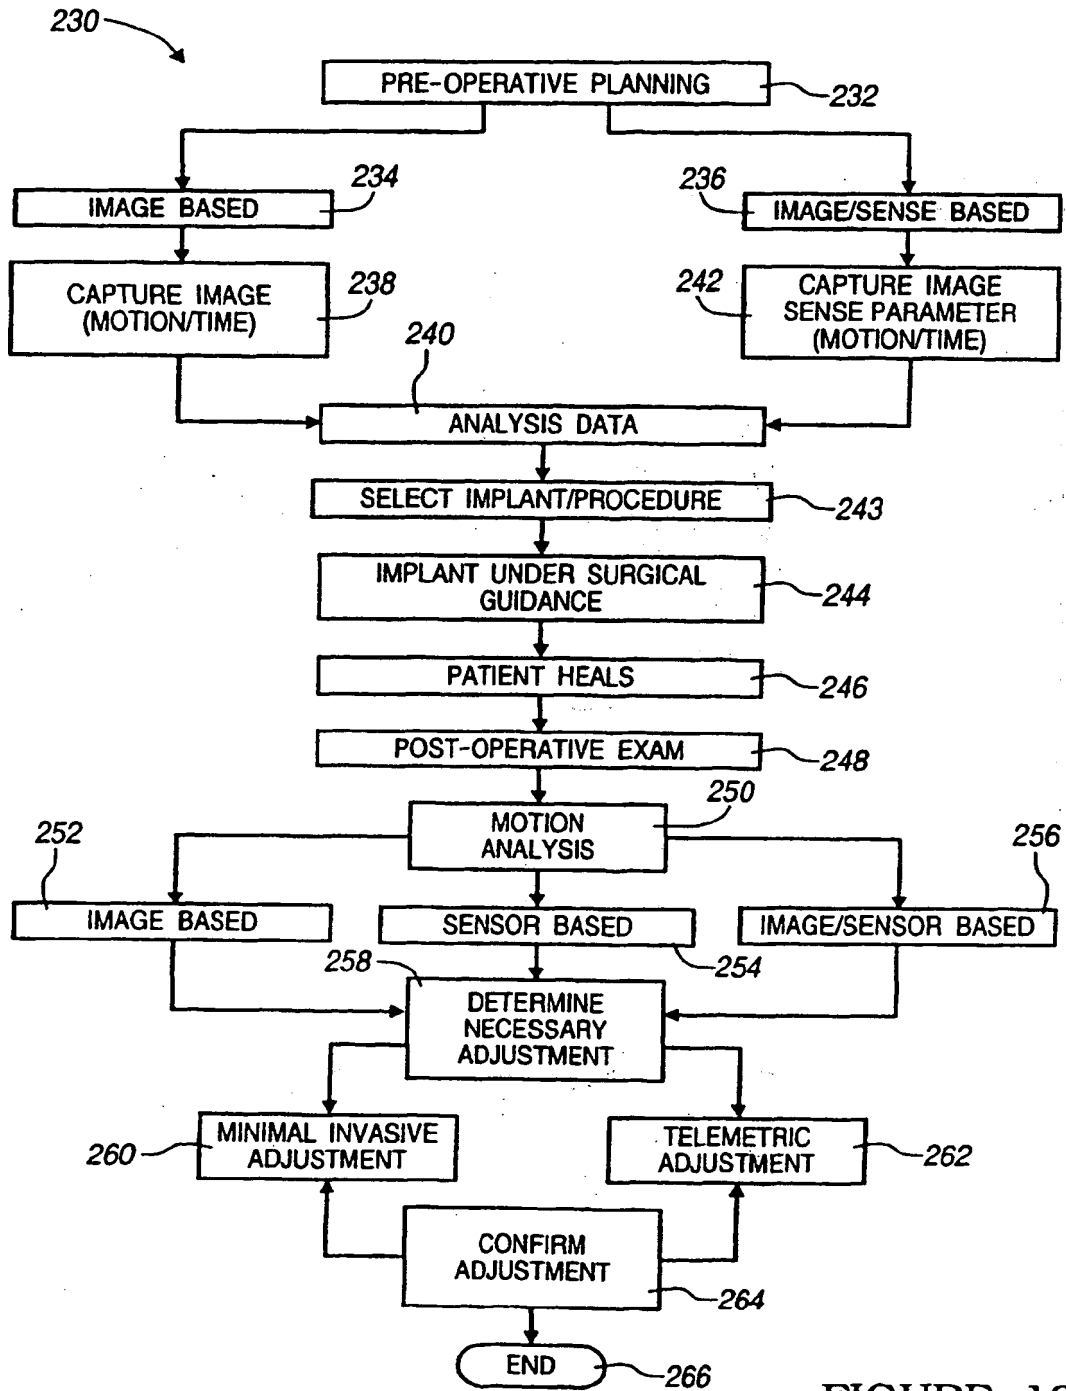 230
PRE-OPERATIVE PLANNING
232
234
236
IMAGE BASED
IMAGE/SENSE BASED
CAPTURE IMAGE
(MOTION/TIME)
238
242
CAPTURE IMAGE
SENSE PARAMETER
(MOTION/TIME)
240
ANALYSIS DATA
SELECT IMPLANT/PROCEDURE
243
IMPLANT UNDER SURGICAL
GUIDANCE
244
PATIENT HEALS
246
POST-OPERATIVE EXAM
248
250
MOTION
ANALYSIS
252
256
IMAGE BASED
SENSOR BASED
IMAGE/SENSOR BASED
254
258
DETERMINE
NECESSARY
ADJUSTMENT
260
MINIMAL INVASIVE
ADJUSTMENT
TELEMETRIC
ADJUSTMENT
262
CONFIRM
ADJUSTMENT
264
END
266